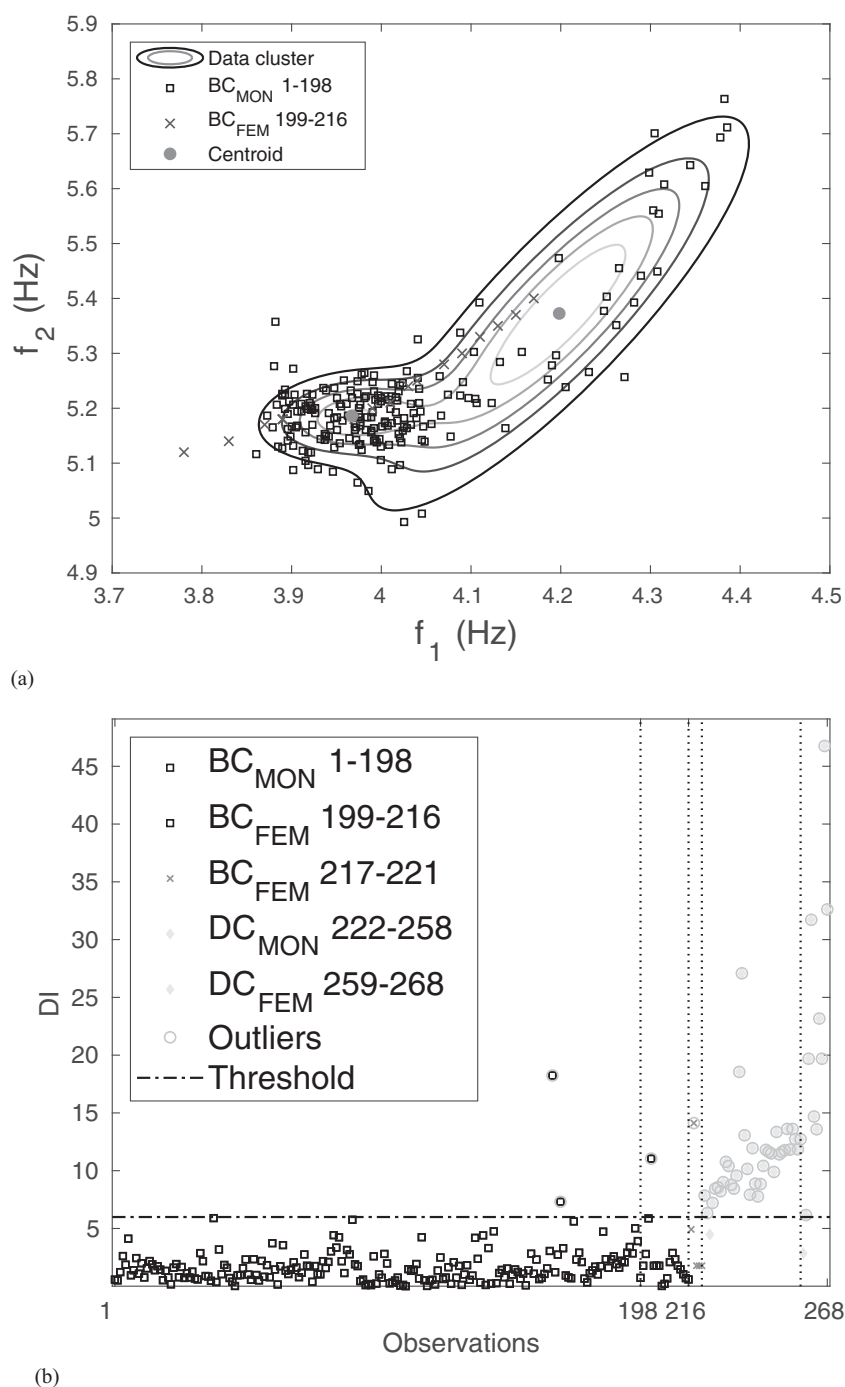 5.9
5.8
5.7
5.6
5.5
5.4
5.3
5.2
5.1
5
4.9
f2 (Hz)
Data cluster
BCMON 1-198
BCFEM 199-216
Centroid
3.7 3.8 3.9 4 4.1 4.2 4.3 4.4 4.5
f1 (Hz)
(a)
45
40
35
30
25
20
15
10
5
DI
BCMON 1-198
BCFEM 199-216
BCFEM 217-221
DCMON 222-258
DCFEM 259-268
Outliers
Threshold
1 198 216 268
Observations
(b)